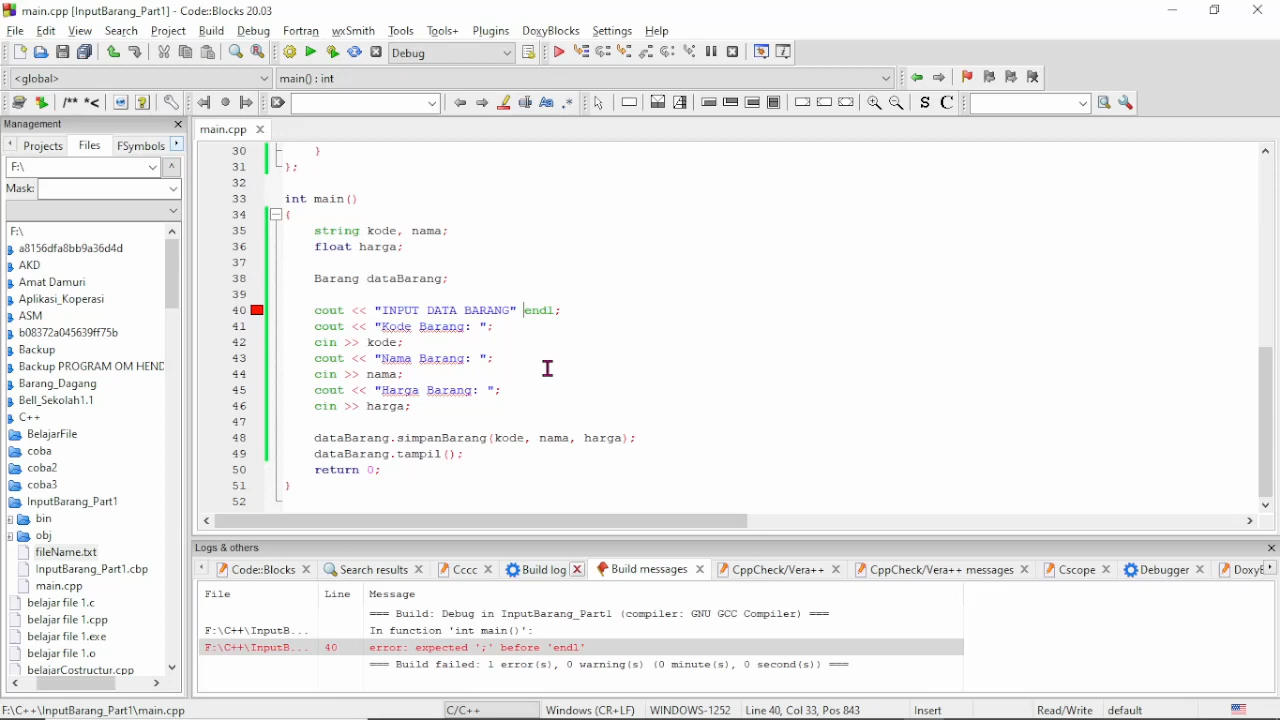 main.cpp [InputBarang_Part1] - Code::Blocks 20.03
File Edit View Search Project Build Debug Fortran wxSmith Tools Tools+ Plugins DoxyBlocks Settings Help
Debug
<global> main() : int
/** *< S C
Management
Projects Files FSymbols
F:\
Mask:
F:\
a8156dfa8bb9a36d4d
AKD
Amat Damuri
Aplikasi_Koperasi
ASM
b08372a045639ff75b
Backup
Backup PROGRAM OM HEND
Barang_Dagang
Bell_Sekolah1.1
C++
BelajarFile
coba
coba2
coba3
InputBarang_Part1
bin
obj
fileName.txt
InputBarang_Part1.cbp
main.cpp
belajar file 1.c
belajar file 1.cpp
belajar file 1.exe
belajar file 1.o
belajarCostructur.cpp
main.cpp
30 }
31 };
32
33 int main()
34 {
35 string kode, nama;
36 float harga;
37
38 Barang dataBarang;
39
40 cout << "INPUT DATA BARANG" endl;
41 cout << "Kode Barang: ";
42 cin >> kode;
43 cout << "Nama Barang: ";
44 cin >> nama;
45 cout << "Harga Barang: ";
46 cin >> harga;
47
48 dataBarang.simpanBarang(kode, nama, harga);
49 dataBarang.tampil();
50 return 0;
51 }
52
Logs & others
Code::Blocks Search results Cccc Build log Build messages CppCheck/Vera++ CppCheck/Vera++ messages Cscope Debugger DoxyB
File Line Message
=== Build: Debug in InputBarang_Part1 (compiler: GNU GCC Compiler) ===
F:\C++\InputB... In function 'int main()':
F:\C++\InputB... 40 error: expected ';' before 'endl'
=== Build failed: 1 error(s), 0 warning(s) (0 minute(s), 0 second(s)) ===
F:\C++\InputBarang_Part1\main.cpp C/C++ Windows (CR+LF) WINDOWS-1252 Line 40, Col 33, Pos 843 Insert Read/Write default